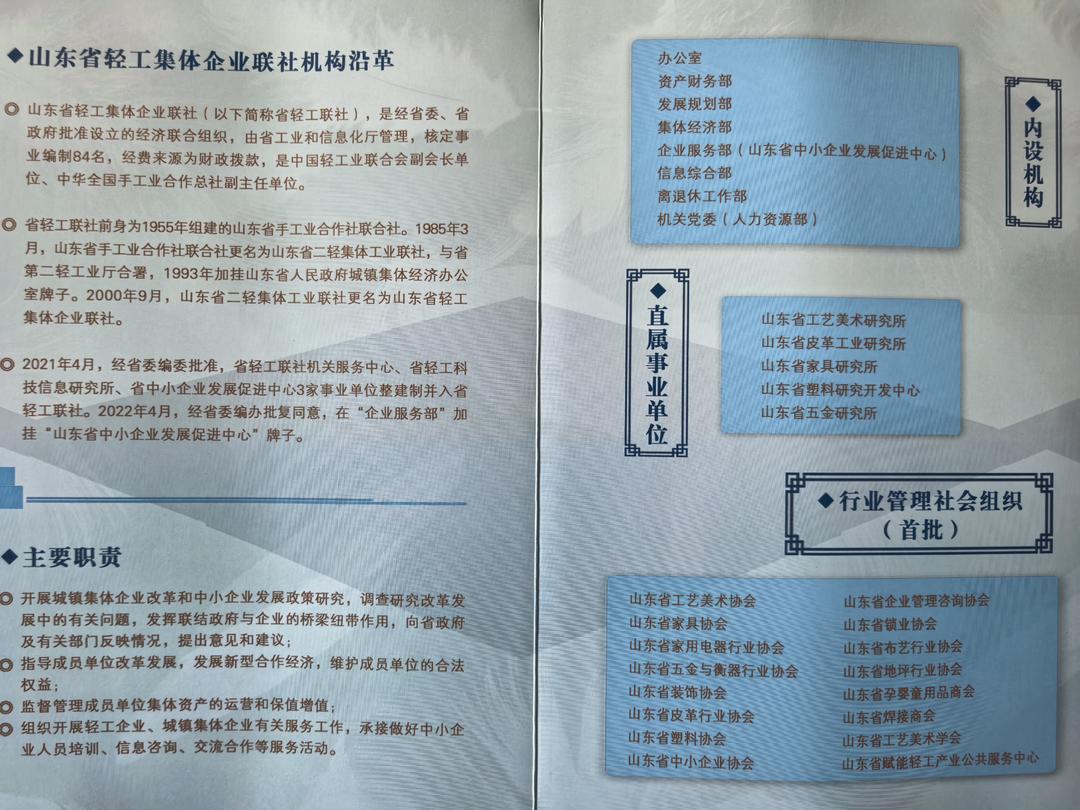 ◆山东省轻工集体企业联社机构沿革
◎ 山东省轻工集体企业联社（以下简称省轻工联社），是经省委、省
政府批准设立的经济联合组织，由省工业和信息化厅管理，核定事
业编制84名，经费来源为财政拨款，是中国轻工业联合会副会长单
位、中华全国手工业合作总社副主任单位。
◎ 省轻工联社前身为1955年组建的山东省手工业合作社联合社。1985年3
月，山东省手工业合作社联合社更名为山东省二轻集体工业联社，与省
第二轻工业厅合署，1993年加挂山东省人民政府城镇集体经济办公
室牌子。2000年9月，山东省二轻集体工业联社更名为山东省轻工
集体企业联社。
◎ 2021年4月，经省委编委批准，省轻工联社机关服务中心、省轻工科
技信息研究所、省中小企业发展促进中心3家事业单位整建制并入省
轻工联社。2022年4月，经省委编办批复同意，在“企业服务部”加
挂“山东省中小企业发展促进中心”牌子。
◆主要职责
◎ 开展城镇集体企业改革和中小企业发展政策研究，调查研究改革发
展中的有关问题，发挥联结政府与企业的桥梁纽带作用，向省政府
及有关部门反映情况，提出意见和建议；
◎ 指导成员单位改革发展，发展新型合作经济，维护成员单位的合法
权益；
◎ 监督管理成员单位集体资产的运营和保值增值；
◎ 组织开展轻工企业、城镇集体企业有关服务工作，承接做好中小企
业人员培训、信息咨询、交流合作等服务活动。
◆内设机构
办公室
资产财务部
发展规划部
集体经济部
企业服务部（山东省中小企业发展促进中心）
信息综合部
离退休工作部
机关党委（人力资源部）
◆直属事业单位
山东省工艺美术研究所
山东省皮革工业研究所
山东省家具研究所
山东省塑料研究开发中心
山东省五金研究所
◆行业管理社会组织
（首批）
山东省工艺美术协会
山东省家具协会
山东省家用电器行业协会
山东省五金与衡器行业协会
山东省装饰协会
山东省皮革行业协会
山东省塑料协会
山东省中小企业协会
山东省企业管理咨询协会
山东省锁业协会
山东省布艺行业协会
山东省地坪行业协会
山东省孕婴童用品商会
山东省焊接商会
山东省工艺美术学会
山东省赋能轻工产业公共服务中心